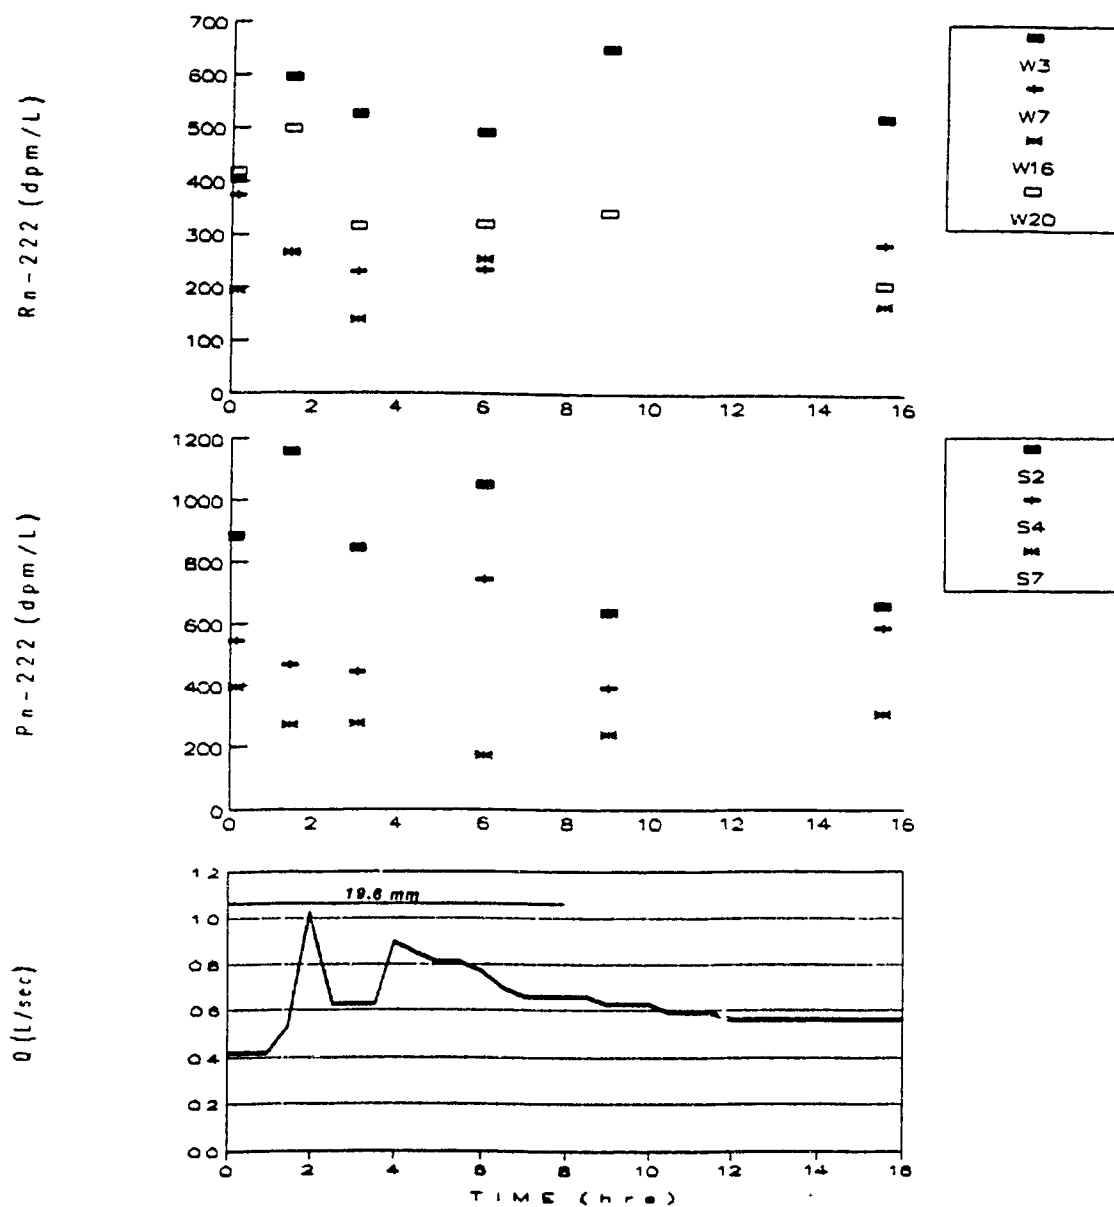 Rn-222 (dpm/L)
700
600
500
400
300
200
100
0
0 2 4 6 8 10 12 14 16
W3
W7
W16
W20
Pn-222 (dpm/L)
1200
1000
800
600
400
200
0
0 2 4 6 8 10 12 14 16
S2
S4
S7
Q (L/sec)
1.2
1.0
0.8
0.6
0.4
0.2
0.0
19.6 mm
0 2 4 6 8 10 12 14 16
TIME (hrs)